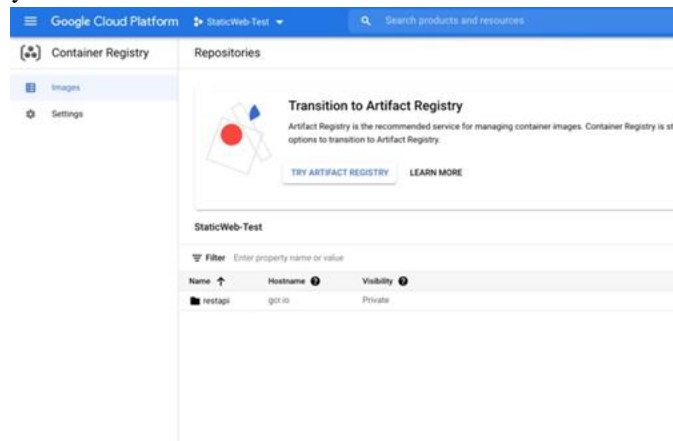 Google Cloud Platform StaticWeb-Test Search products and resources
Container Registry Repositories
Images
Settings
Transition to Artifact Registry
Artifact Registry is the recommended service for managing container images. Container Registry is st
options to transition to Artifact Registry.
TRY ARTIFACT REGISTRY LEARN MORE
StaticWeb-Test
Filter Enter property name or value
Name Hostname Visibility
restapi gcr.io Private